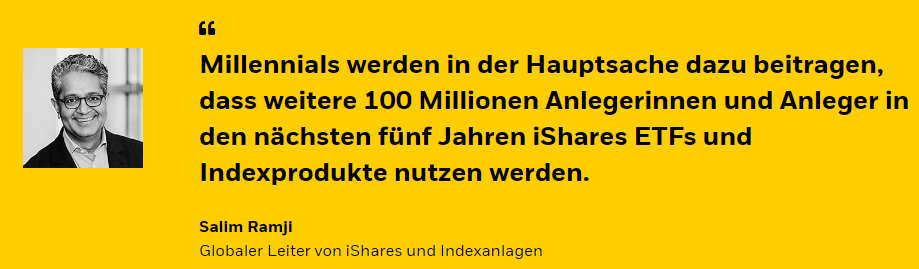 “
Millennials werden in der Hauptsache dazu beitragen,
dass weitere 100 Millionen Anlegerinnen und Anleger in
den nächsten fünf Jahren iShares ETFs und
Indexprodukte nutzen werden.
Salim Ramji
Globaler Leiter von iShares und Indexanlagen